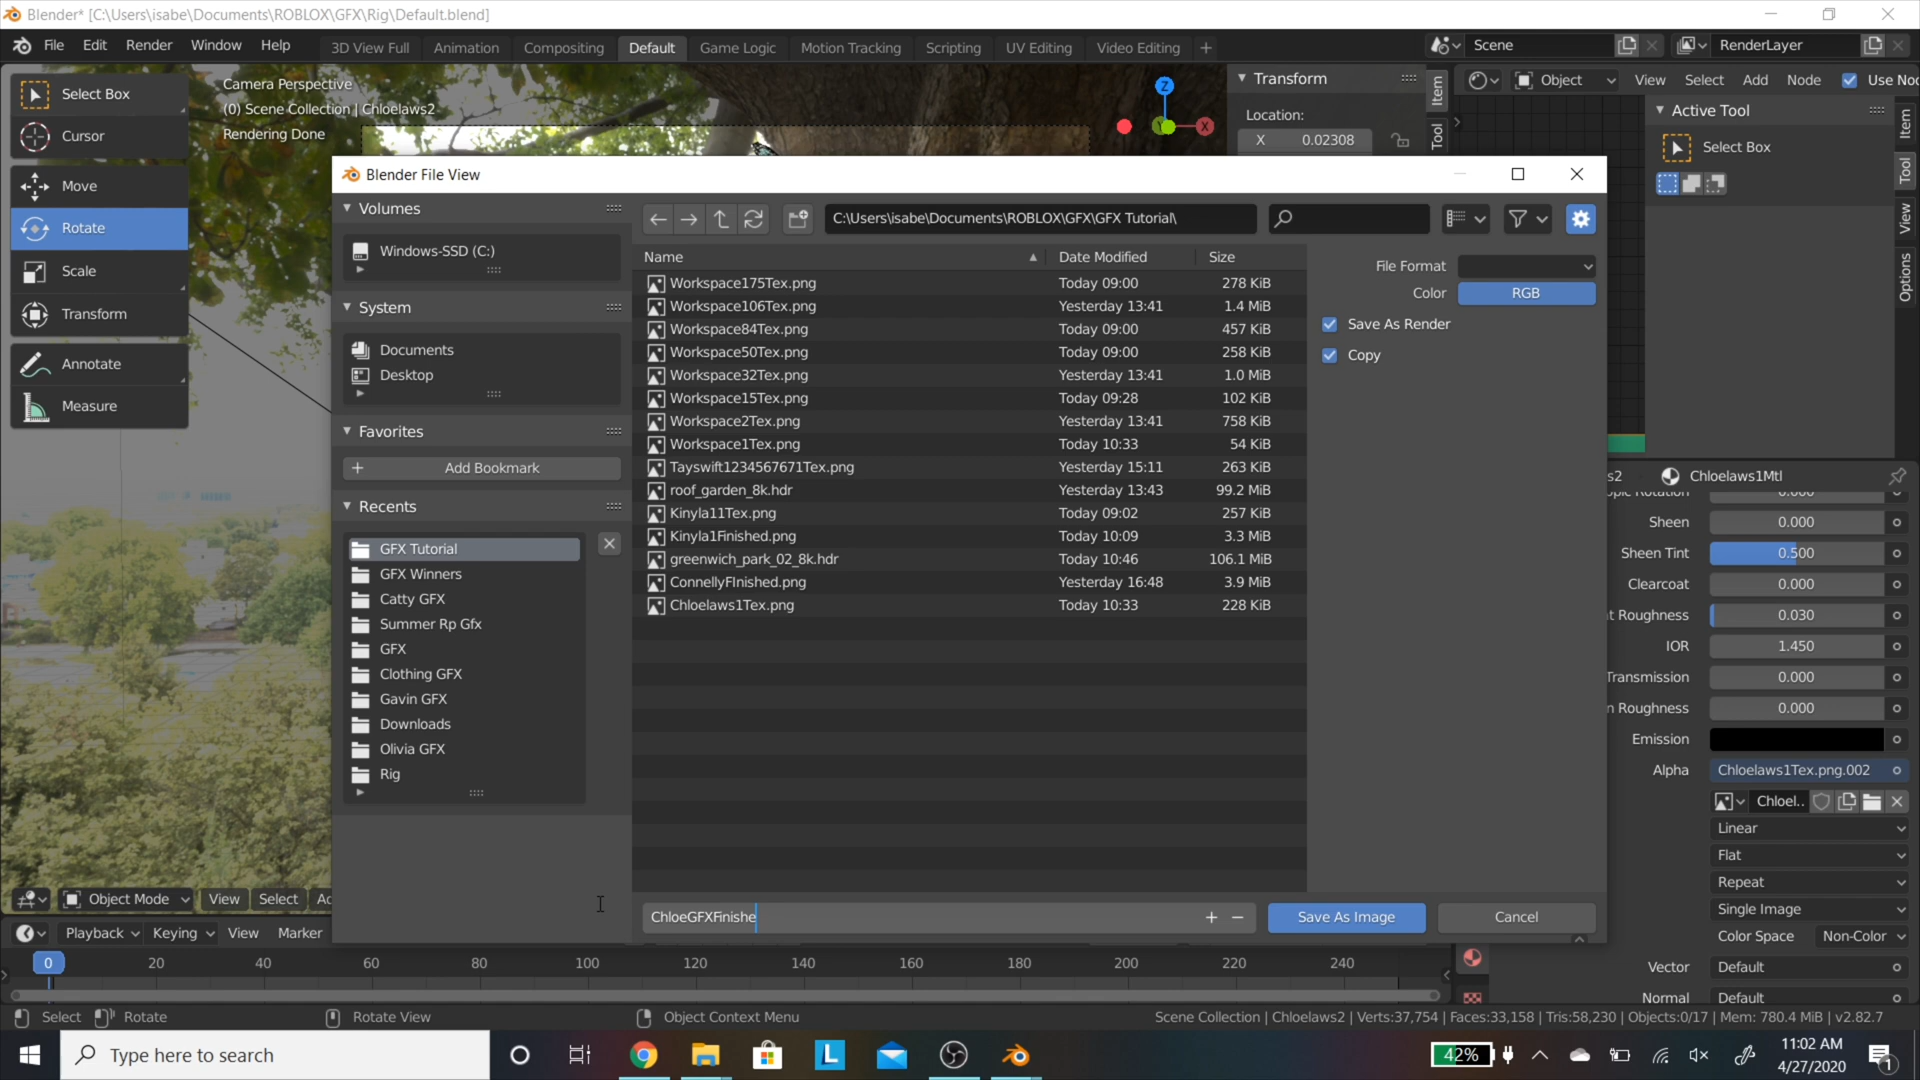 Blender* [C:\Users\isabe\Documents\ROBLOX\GFX\Rig\Default.blend]
File Edit Render Window Help 3D View Full Animation Compositing Default Game Logic Motion Tracking Scripting UV Editing Video Editing + Scene RenderLayer
Select Box
Cursor
Move
Rotate
Scale
Transform
Annotate
Measure
Camera Perspective
(0) Scene Collection | Chloelaws2
Rendering Done
Z
X
Transform
Location:
X 0.02308
Item
Tool
Object View Select Add Node
Active Tool
Select Box
Item
Tool
View
Options
Blender File View
Volumes
Windows-SSD (C:)
System
Documents
Desktop
Favorites
+ Add Bookmark
Recents
GFX Tutorial
GFX Winners
Catty GFX
Summer Rp Gfx
GFX
Clothing GFX
Gavin GFX
Downloads
Olivia GFX
Rig
C:\Users\isabe\Documents\ROBLOX\GFX\GFX Tutorial\
Name Date Modified Size
Workspace175Tex.png Today 09:00 278 KiB
Workspace106Tex.png Yesterday 13:41 1.4 MiB
Workspace84Tex.png Today 09:00 457 KiB
Workspace50Tex.png Today 09:00 258 KiB
Workspace32Tex.png Yesterday 13:41 1.0 MiB
Workspace15Tex.png Today 09:28 102 KiB
Workspace2Tex.png Yesterday 13:41 758 KiB
Workspace1Tex.png Today 10:33 54 KiB
Tayswift1234567671Tex.png Yesterday 15:11 263 KiB
roof_garden_8k.hdr Yesterday 13:43 99.2 MiB
Kinyla11Tex.png Today 09:02 257 KiB
Kinyla1Finished.png Today 10:09 3.3 MiB
greenwich_park_02_8k.hdr Today 10:46 106.1 MiB
ConnellyFInished.png Yesterday 16:48 3.9 MiB
Chloelaws1Tex.png Today 10:33 228 KiB
File Format
Color RGB
Save As Render
Copy
ChloeGFXFinishe + − Save As Image Cancel
s2 Chloelaws1Mtl
Sheen 0.000
Sheen Tint 0.500
Clearcoat 0.000
t Roughness 0.030
IOR 1.450
Transmission 0.000
n Roughness 0.000
Emission
Alpha Chloelaws1Tex.png.002
Chloel..
Linear
Flat
Repeat
Single Image
Color Space Non-Color
Vector Default
Normal Default
Object Mode View Select
Playback Keying View Marker
0 20 40 60 80 100 120 140 160 180 200 220 240
Select Rotate Rotate View Object Context Menu Scene Collection | Chloelaws2 | Verts:37,754 | Faces:33,158 | Tris:58,230 | Objects:0/17 | Mem: 780.4 MiB | v2.82.7
Type here to search L 42% 11:02 AM
4/27/2020 1